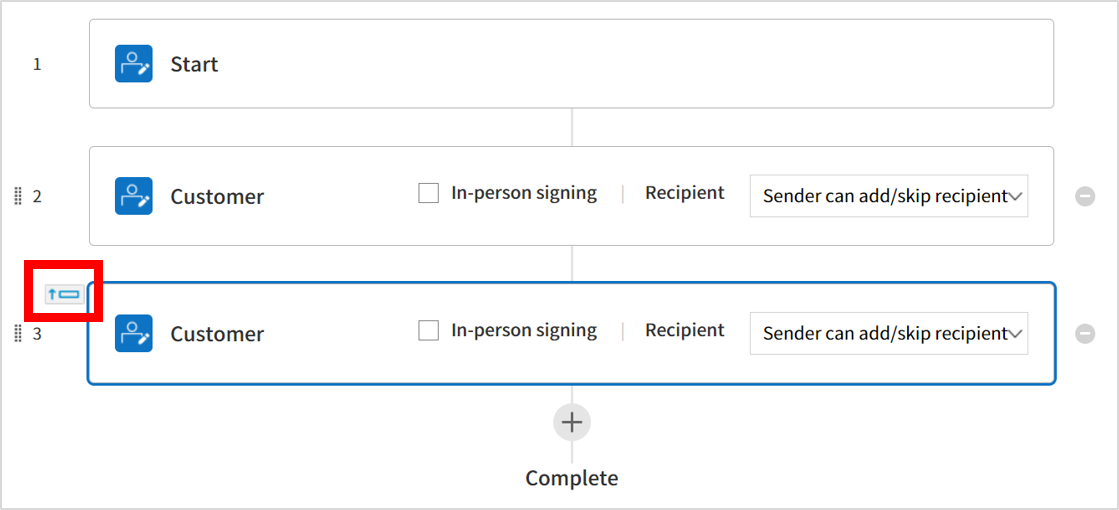 1 Start
2 Customer In-person signing | Recipient Sender can add/skip recipient
3 Customer In-person signing | Recipient Sender can add/skip recipient
Complete